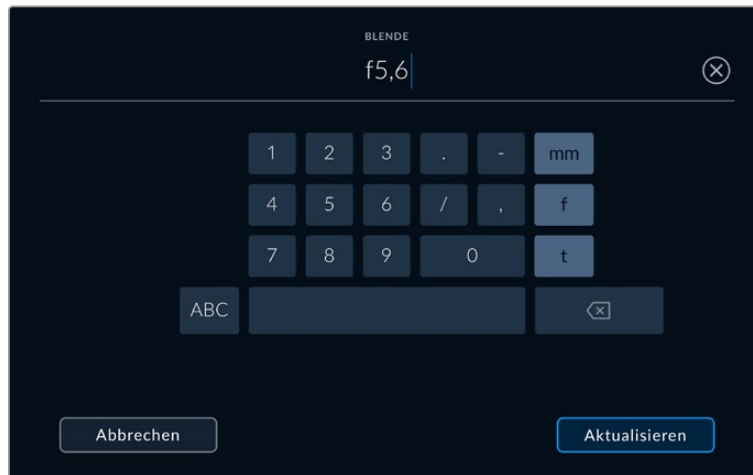 BLENDE
f5,6
1 2 3 . - mm
4 5 6 / , f
7 8 9 0 t
ABC
Abbrechen Aktualisieren